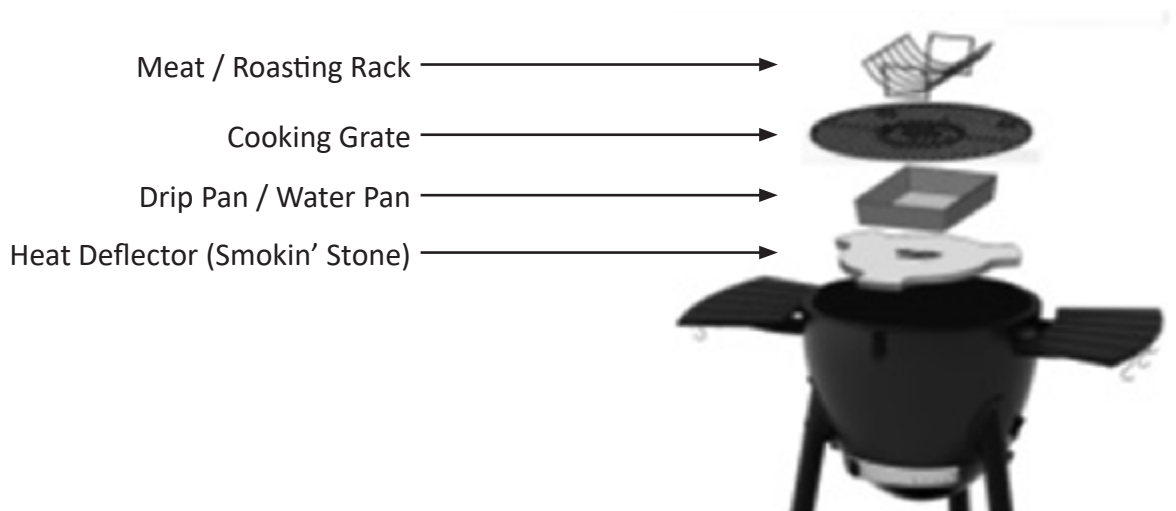 Meat / Roasting Rack
Cooking Grate
Drip Pan / Water Pan
Heat Deflector (Smokin’ Stone)